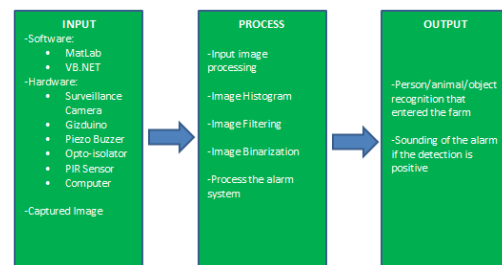 INPUT
-Software:
• MatLab
• VB.NET
-Hardware:
• Surveillance
Camera
• Gizduino
• Piezo Buzzer
• Opto-isolator
• PIR Sensor
• Computer
-Captured Image
PROCESS
-Input image
processing
-Image Histogram
-Image Filtering
-Image Binarization
-Process the alarm
system
OUTPUT
-Person/animal/object
recognition that
entered the farm
-Sounding of the alarm
if the detection is
positive